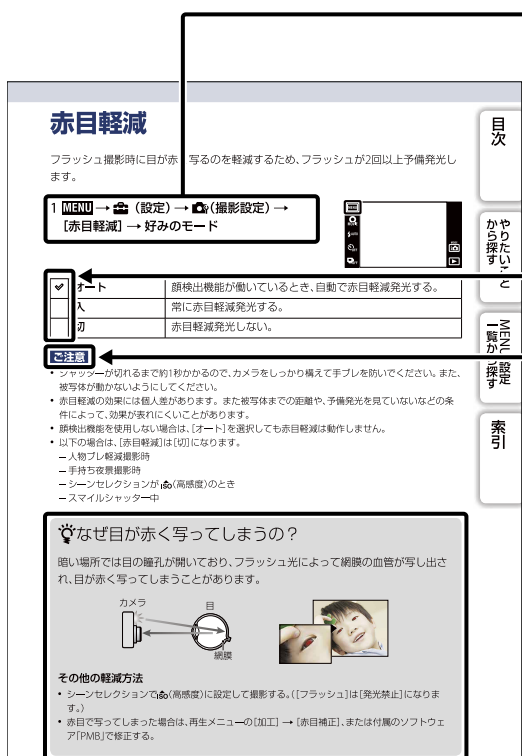 赤目軽減
フラッシュ撮影時に目が赤 写るのを軽減するため、フラッシュが2回以上予備発光し
ます。
1 MENU → (設定) → (撮影設定) →
[赤目軽減] → 好みのモード
オート 顔検出機能が働いているとき、自動で赤目軽減発光する。
入 常に赤目軽減発光する。
切 赤目軽減発光しない。
ご注意
• シャッターが切れるまで約1秒かかるので、カメラをしっかり構えて手ブレを防いでください。また、
被写体が動かないようにしてください。
• 赤目軽減の効果には個人差があります。また被写体までの距離や、予備発光を見ていないなどの条
件によって、効果が表れにくいことがあります。
• 顔検出機能を使用しない場合は、[オート]を選択しても赤目軽減は動作しません。
• 以下の場合は、[赤目軽減]は[切]になります。
– 人物ブレ軽減撮影時
– 手持ち夜景撮影時
– シーンセレクションがISO(高感度)のとき
– スマイルシャッター中
なぜ目が赤く写ってしまうの？
暗い場所では目の瞳孔が開いており、フラッシュ光によって網膜の血管が写し出さ
れ、目が赤く写ってしまうことがあります。
カメラ 目
網膜
その他の軽減方法
• シーンセレクションでISO(高感度)に設定して撮影する。([フラッシュ]は[発光禁止]になりま
す。)
• 赤目で写ってしまった場合は、再生メニューの[加工] → [赤目補正]、または付属のソフトウェ
ア「PMB」で修正する。
目次
やりたいこと
から探す
MENU 設定
一覧から探す
索引